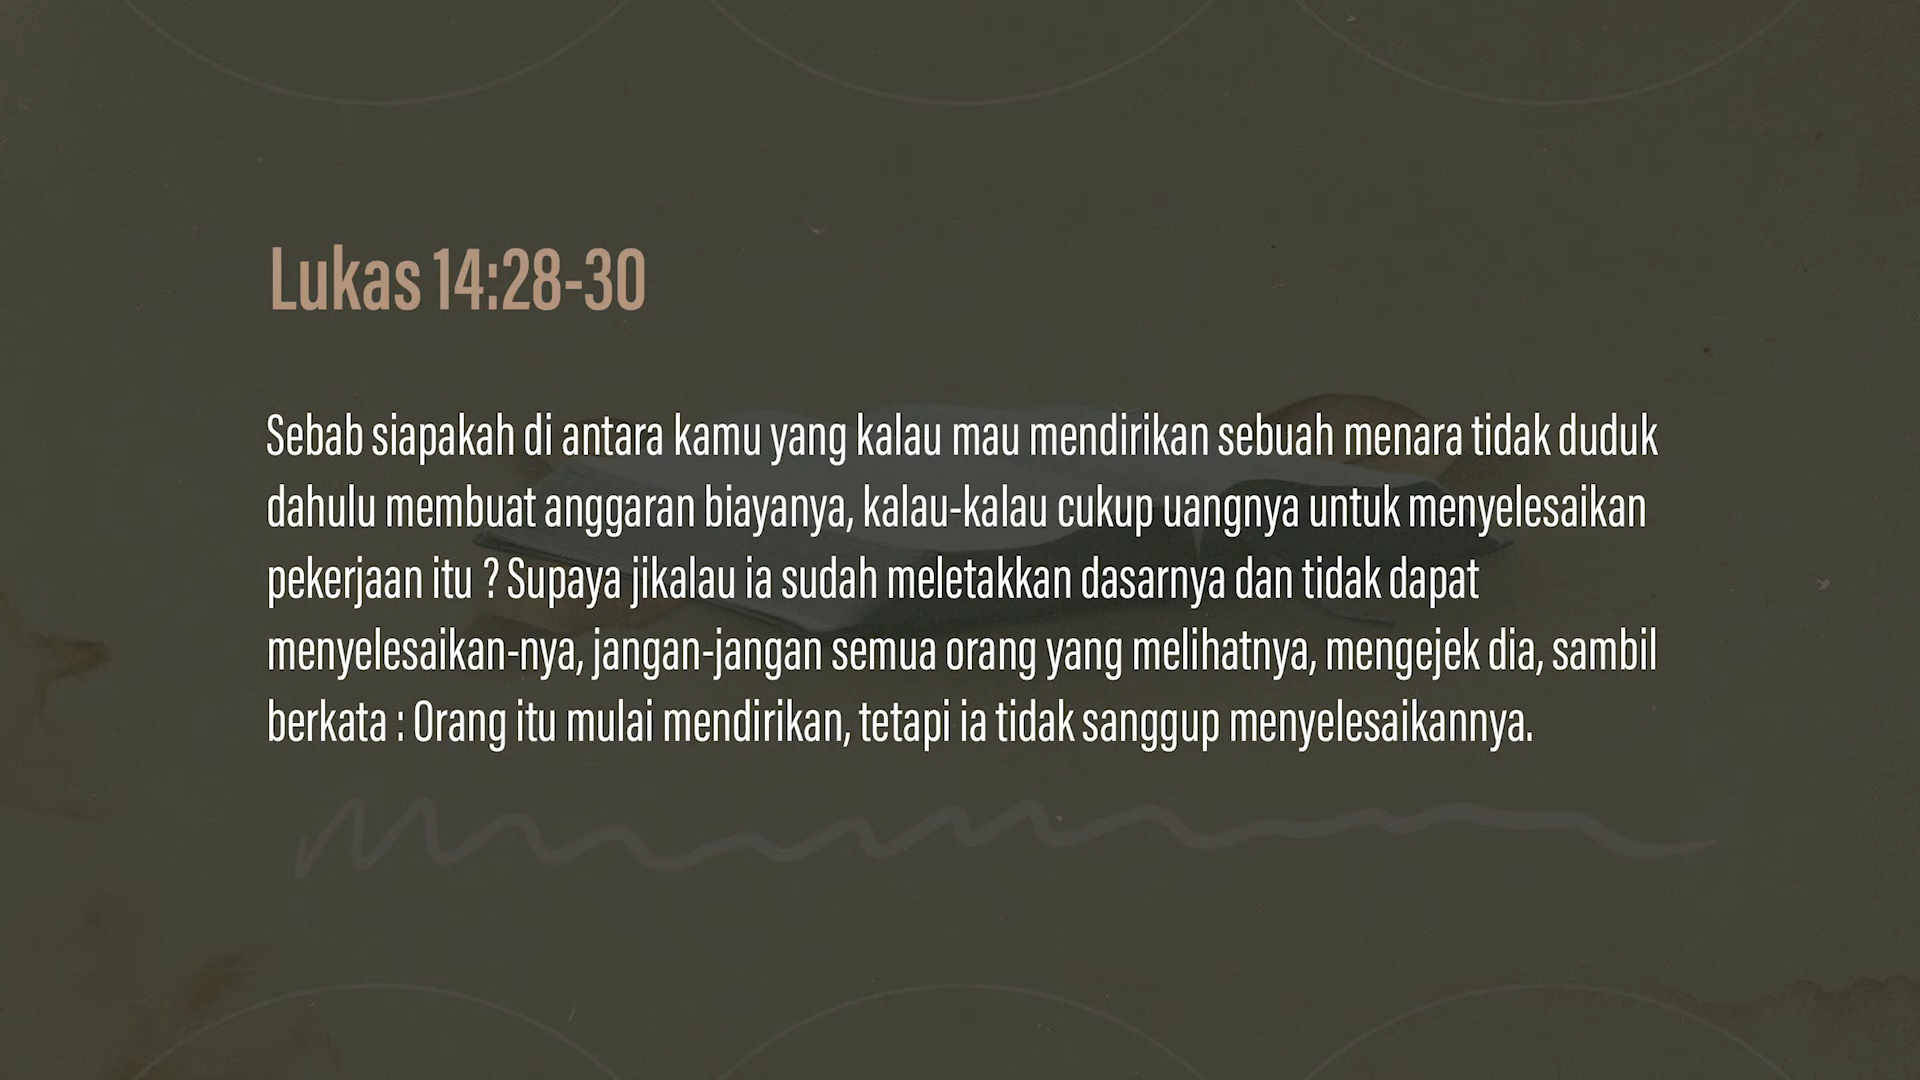 Lukas 14:28-30
Sebab siapakah di antara kamu yang kalau mau mendirikan sebuah menara tidak duduk
dahulu membuat anggaran biayanya, kalau-kalau cukup uangnya untuk menyelesaikan
pekerjaan itu ? Supaya jikalau ia sudah meletakkan dasarnya dan tidak dapat
menyelesaikan-nya, jangan-jangan semua orang yang melihatnya, mengejek dia, sambil
berkata : Orang itu mulai mendirikan, tetapi ia tidak sanggup menyelesaikannya.